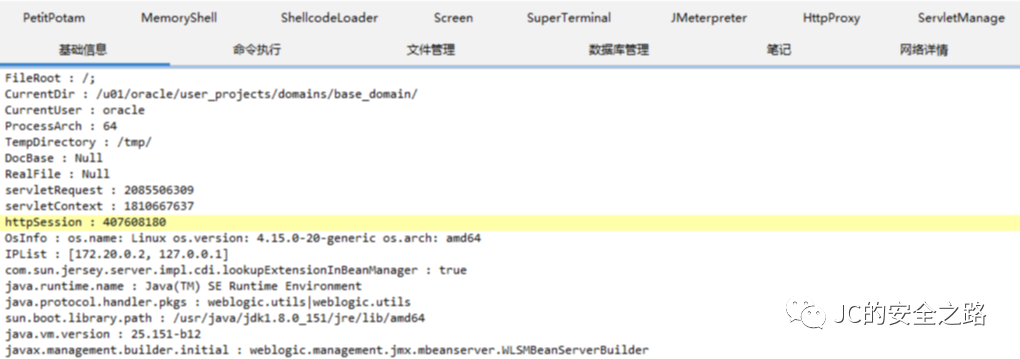 PetitPotam MemoryShell ShellcodeLoader Screen SuperTerminal JMeterpreter HttpProxy ServletManage
基础信息 命令执行 文件管理 数据库管理 笔记 网络详情
FileRoot : /;
CurrentDir : /u01/oracle/user_projects/domains/base_domain/
CurrentUser : oracle
ProcessArch : 64
TempDirectory : /tmp/
DocBase : Null
RealFile : Null
servletRequest : 2085506309
servletContext : 1810667637
httpSession : 407608180
OsInfo : os.name: Linux os.version: 4.15.0-20-generic os.arch: amd64
IPList : [172.20.0.2, 127.0.0.1]
com.sun.jersey.server.impl.cdi.lookupExtensionInBeanManager : true
java.runtime.name : Java(TM) SE Runtime Environment
java.protocol.handler.pkgs : weblogic.utils|weblogic.utils
sun.boot.library.path : /usr/java/jdk1.8.0_151/jre/lib/amd64
java.vm.version : 25.151-b12
javax.management.builder.initial : weblogic.management.jmx.mbeanserver.WLSMBeanServerBuilder
JC的安全之路